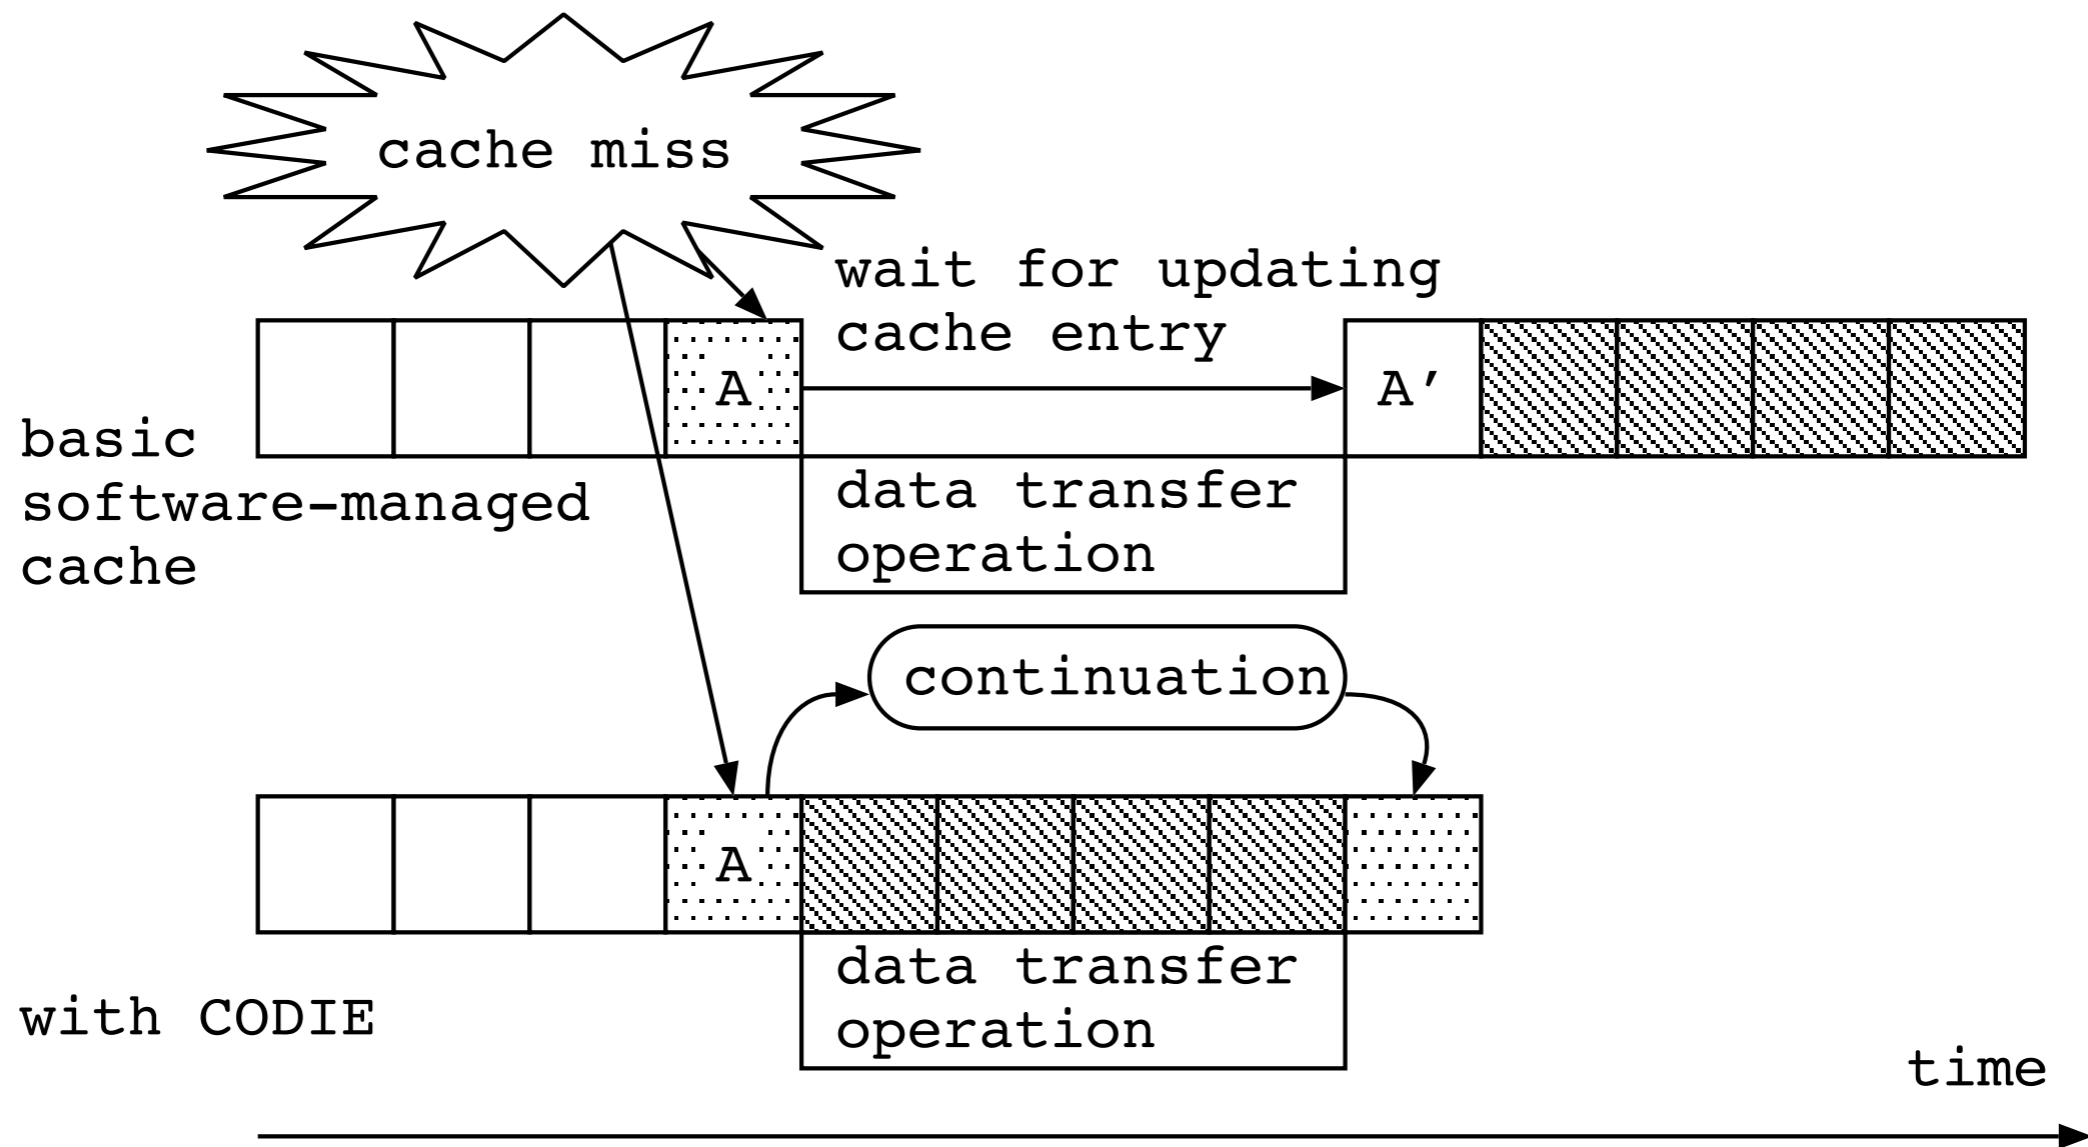 cache miss
wait for updating
cache entry
A
A'
basic
software-managed
cache
data transfer
operation
continuation
A
data transfer
operation
with CODIE
time